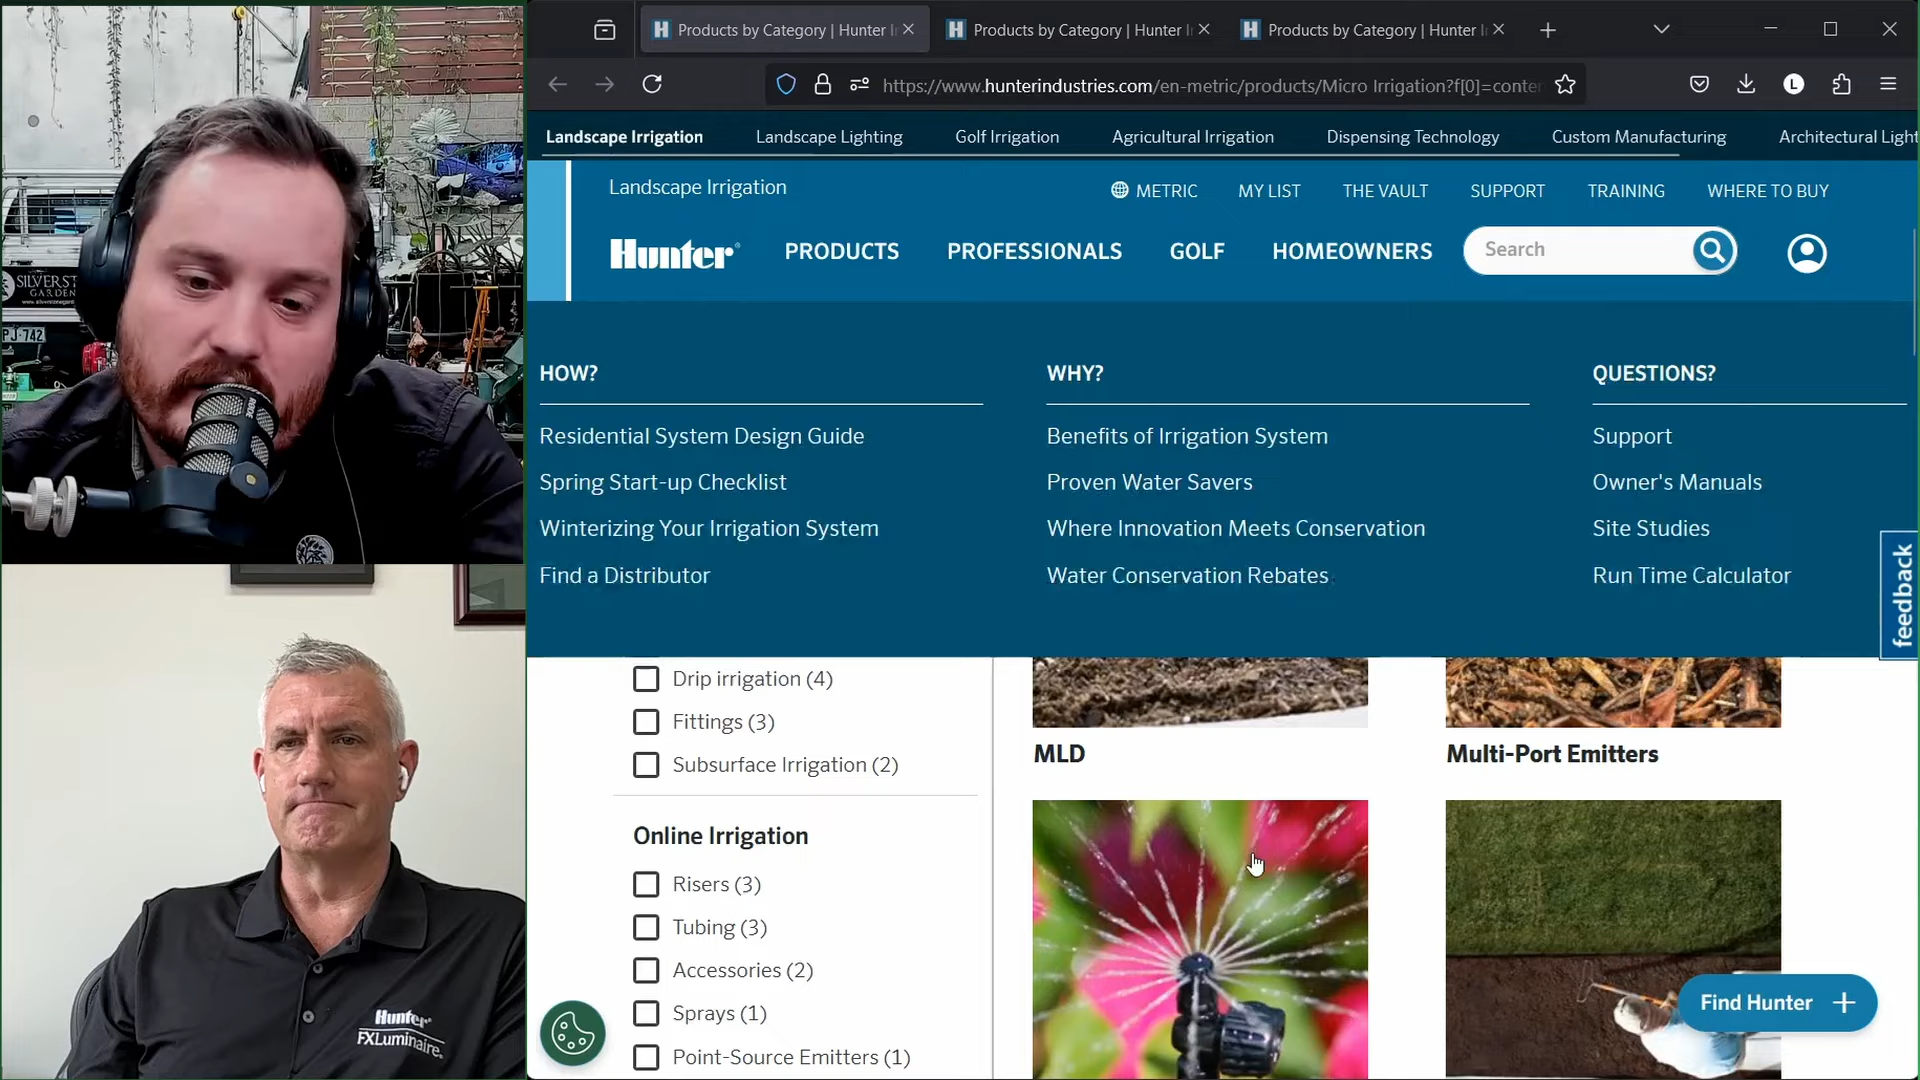 SILVERST
GARDEN
PJ·742
RODE
Hunter
FXLuminaire
Products by Category | Hunter I
Products by Category | Hunter I
Products by Category | Hunter I
https://www.hunterindustries.com/en-metric/products/Micro Irrigation?f[0]=conte
L
Landscape Irrigation
Landscape Lighting
Golf Irrigation
Agricultural Irrigation
Dispensing Technology
Custom Manufacturing
Architectural Light
Landscape Irrigation
METRIC
MY LIST
THE VAULT
SUPPORT
TRAINING
WHERE TO BUY
Hunter
PRODUCTS
PROFESSIONALS
GOLF
HOMEOWNERS
Search
HOW?
Residential System Design Guide
Spring Start-up Checklist
Winterizing Your Irrigation System
Find a Distributor
WHY?
Benefits of Irrigation System
Proven Water Savers
Where Innovation Meets Conservation
Water Conservation Rebates
QUESTIONS?
Support
Owner's Manuals
Site Studies
Run Time Calculator
feedback
Drip irrigation (4)
Fittings (3)
Subsurface Irrigation (2)
Online Irrigation
Risers (3)
Tubing (3)
Accessories (2)
Sprays (1)
Point-Source Emitters (1)
MLD
Multi-Port Emitters
Find Hunter